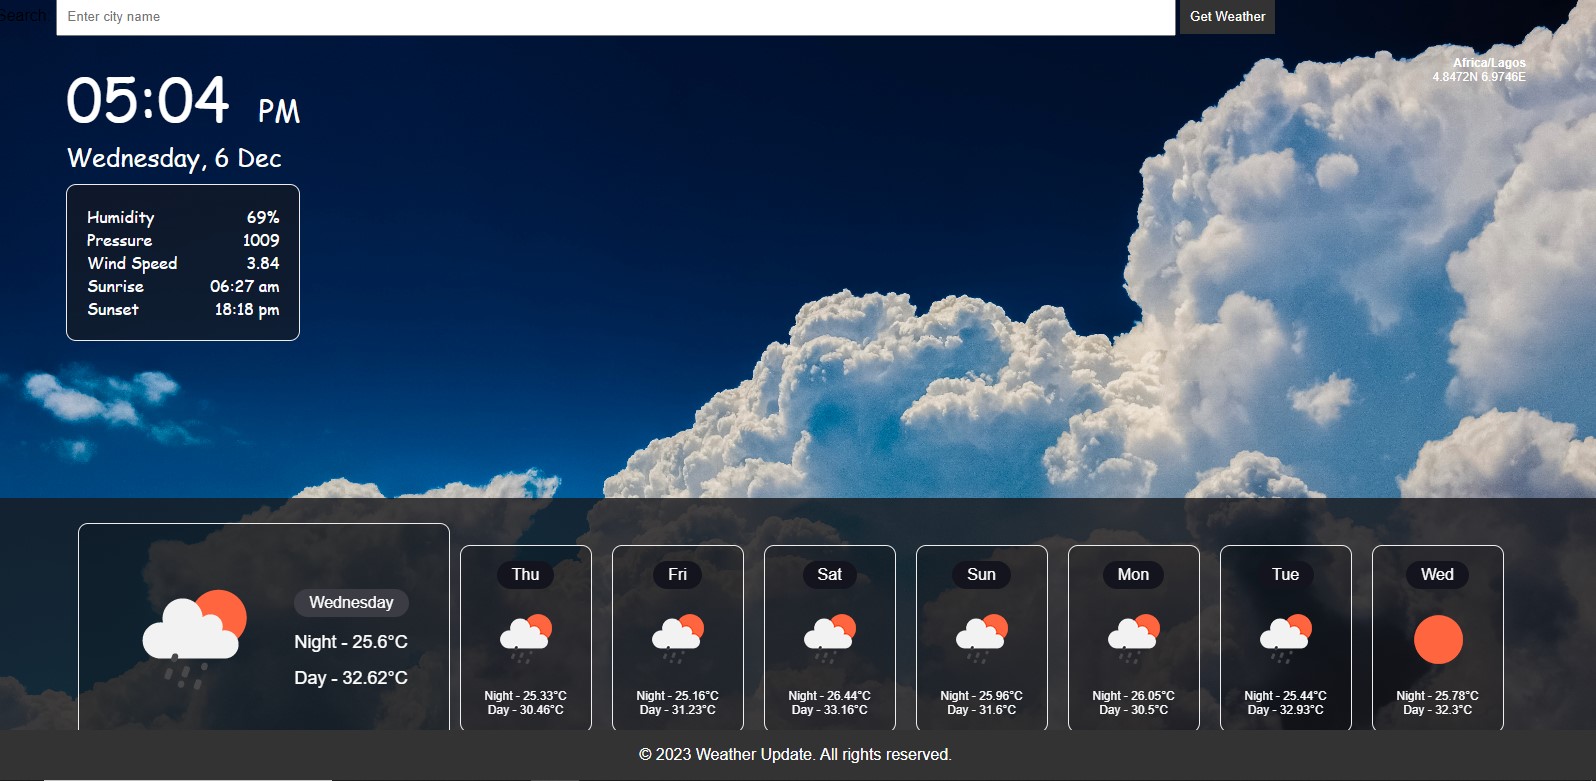 Search: Enter city name Get Weather
Africa/Lagos
4.8472N 6.9746E
05:04 PM
Wednesday, 6 Dec
Humidity 69%
Pressure 1009
Wind Speed 3.84
Sunrise 06:27 am
Sunset 18:18 pm
Wednesday
Night - 25.6°C
Day - 32.62°C
Thu
Night - 25.33°C
Day - 30.46°C
Fri
Night - 25.16°C
Day - 31.23°C
Sat
Night - 26.44°C
Day - 33.16°C
Sun
Night - 25.96°C
Day - 31.6°C
Mon
Night - 26.05°C
Day - 30.5°C
Tue
Night - 25.44°C
Day - 32.93°C
Wed
Night - 25.78°C
Day - 32.3°C
© 2023 Weather Update. All rights reserved.